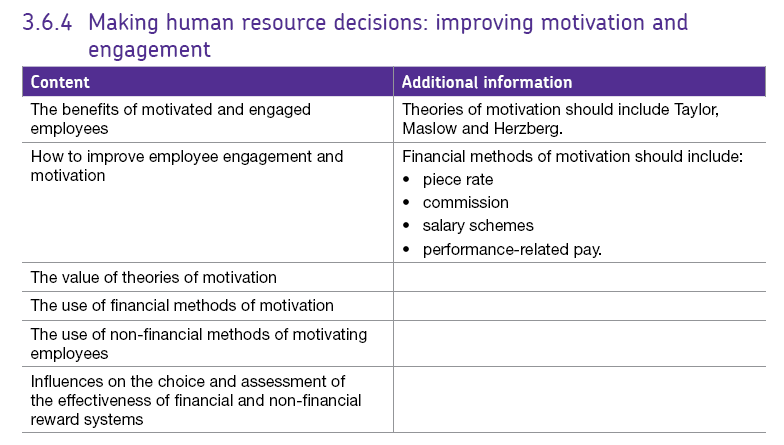 3.6.4 Making human resource decisions: improving motivation and
engagement
Content
Additional information
The benefits of motivated and engaged
employees
Theories of motivation should include Taylor,
Maslow and Herzberg.
How to improve employee engagement and
motivation
Financial methods of motivation should include:
• piece rate
• commission
• salary schemes
• performance-related pay.
The value of theories of motivation
The use of financial methods of motivation
The use of non-financial methods of motivating
employees
Influences on the choice and assessment of
the effectiveness of financial and non-financial
reward systems